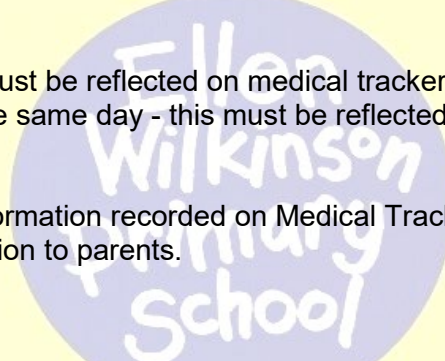 ust be reflected on medical tracker
e same day - this must be reflected
ormation recorded on Medical Trac
ion to parents.
Ellen
Wilkinson
primary
School